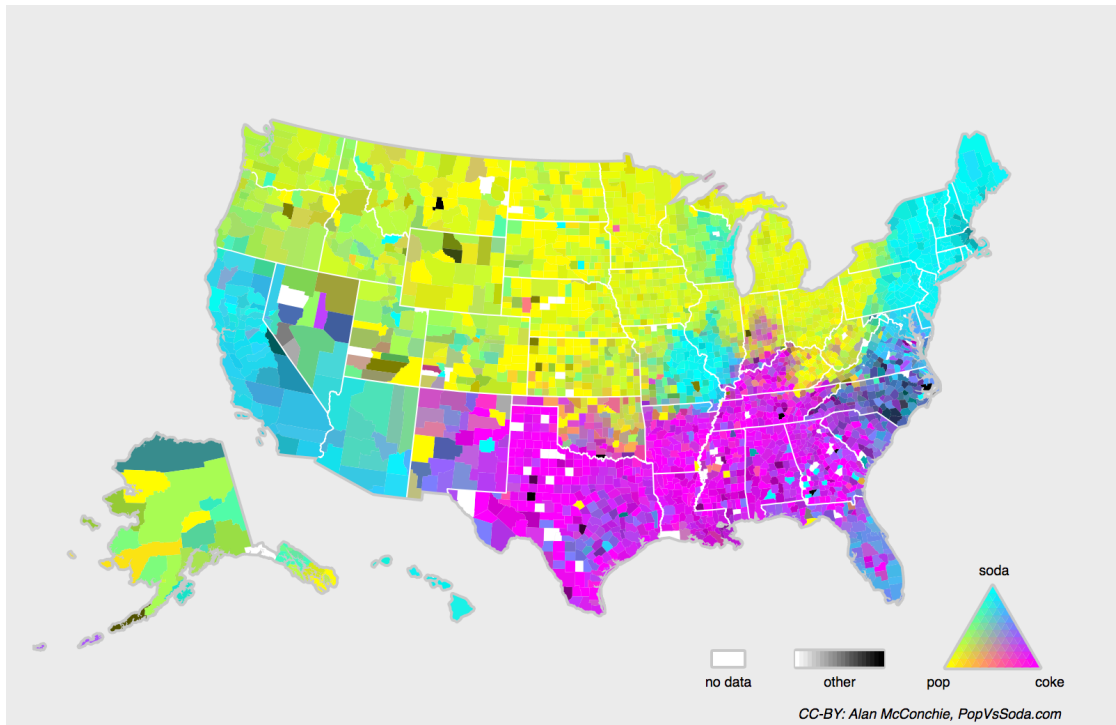 soda
pop
coke
no data
other
CC-BY: Alan McConchie, PopVsSoda.com